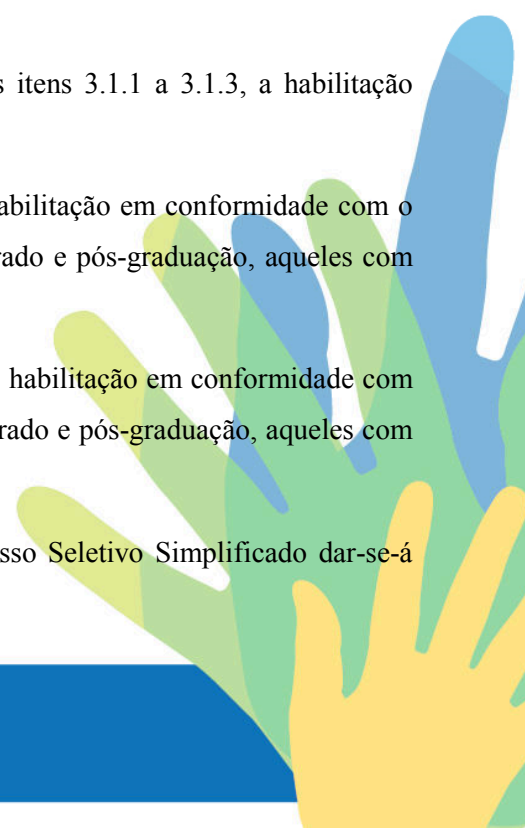 s itens 3.1.1 a 3.1.3, a habilitação
abilitação em conformidade com o
rado e pós-graduação, aqueles com
habilitação em conformidade com
rado e pós-graduação, aqueles com
sso Seletivo Simplificado dar-se-á